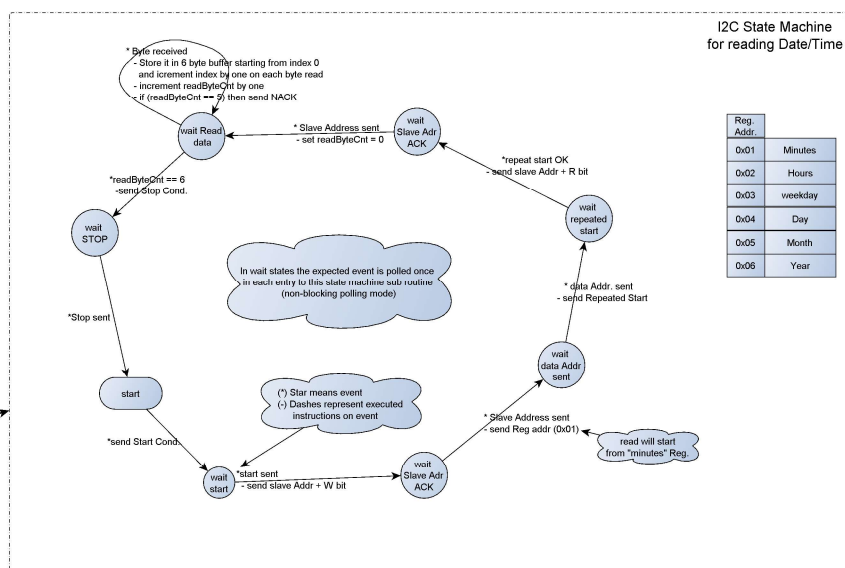 I2C State Machine
for reading Date/Time
* Byte received
- Store it in 6 byte buffer starting from index 0
and icrement index by one on each byte read
- increment readByteCnt by one
- if (readByteCnt == 5) then send NACK
wait Read
data
* Slave Address sent
- set readByteCnt = 0
wait
Slave Adr
ACK
*repeat start OK
- send slave Addr + R bit
Reg.
Addr.
0x01 Minutes
0x02 Hours
0x03 weekday
0x04 Day
0x05 Month
0x06 Year
*readByteCnt == 6
-send Stop Cond.
wait
STOP
wait
repeated
start
In wait states the expected event is polled once
in each entry to this state machine sub routine
(non-blocking polling mode)
* data Addr. sent
- send Repeated Start
*Stop sent
wait
data Addr
sent
start
(*) Star means event
(-) Dashes represent executed
instructions on event
* Slave Address sent
- send Reg addr (0x01)
read will start
from "minutes" Reg.
*send Start Cond.
wait
start
*start sent
- send slave Addr + W bit
wait
Slave Adr
ACK